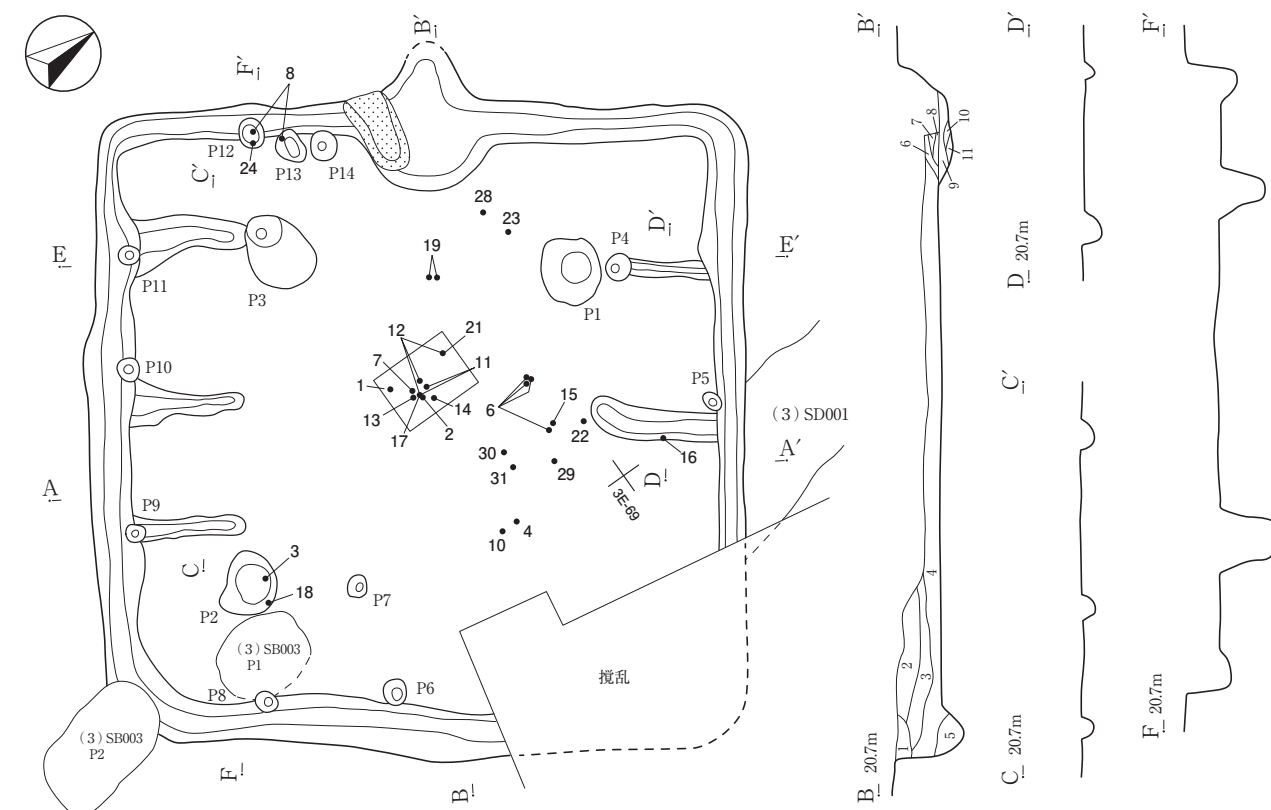 B′
F′
8
P12
24
P13
P14
C′
28
23
D′
E
E′
19
P4
P11
P3
P1
12
21
7
11
P10
1
P5
6
15
(3)SD001
13
14
22
17
2
16
A′
30
D
29
31
3E-69
A
P9
4
10
3
C
18
P7
P2
(3)SB003
P1
撹乱
P8
P6
(3)SB003
P2
F
B
B′
8
7
10
6
11
9
4
2
3
1
5
B 20.7m
D′
D 20.7m
C′
C 20.7m
F′
F 20.7m